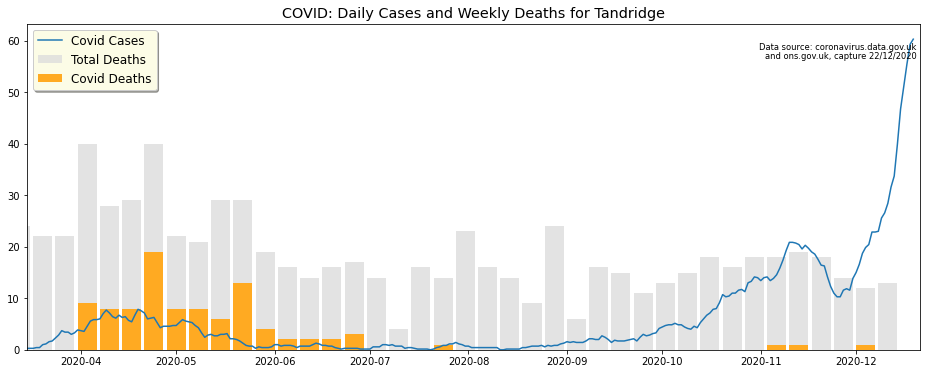 COVID: Daily Cases and Weekly Deaths for Tandridge
Covid Cases
Total Deaths
Covid Deaths
Data source: coronavirus.data.gov.uk
and ons.gov.uk, capture 22/12/2020
60
50
40
30
20
10
0
2020-04 2020-05 2020-06 2020-07 2020-08 2020-09 2020-10 2020-11 2020-12